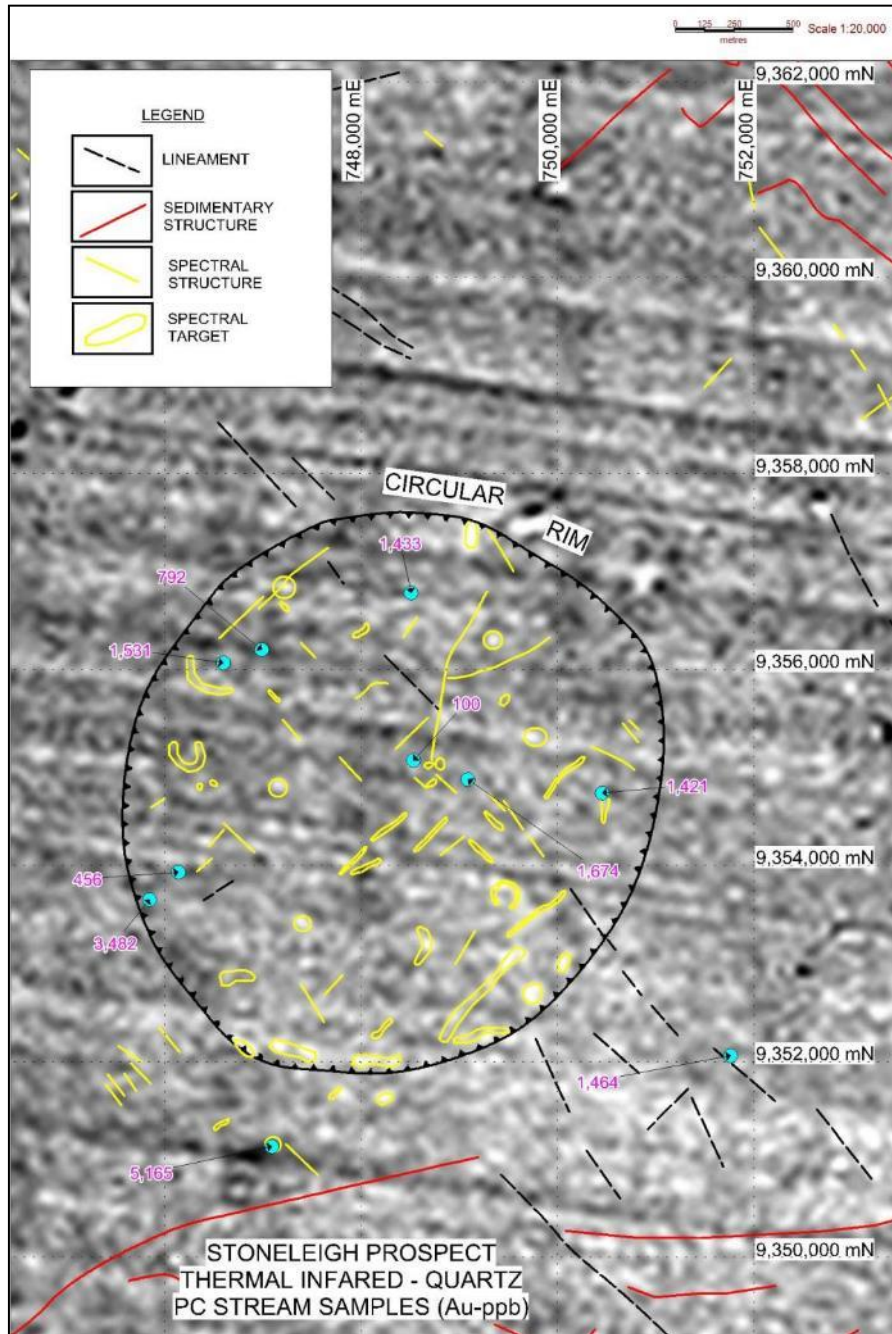 0 125 250 500
metres
Scale 1:20,000
LEGEND
LINEAMENT
SEDIMENTARY
STRUCTURE
SPECTRAL
STRUCTURE
SPECTRAL
TARGET
748,000 mE
750,000 mE
752,000 mE
9,362,000 mN
9,360,000 mN
9,358,000 mN
CIRCULAR
RIM
1,433
792
1,531
9,356,000 mN
100
1,421
9,354,000 mN
1,674
456
3,482
9,352,000 mN
1,464
5,165
9,350,000 mN
STONELEIGH PROSPECT
THERMAL INFARED - QUARTZ
PC STREAM SAMPLES (Au-ppb)